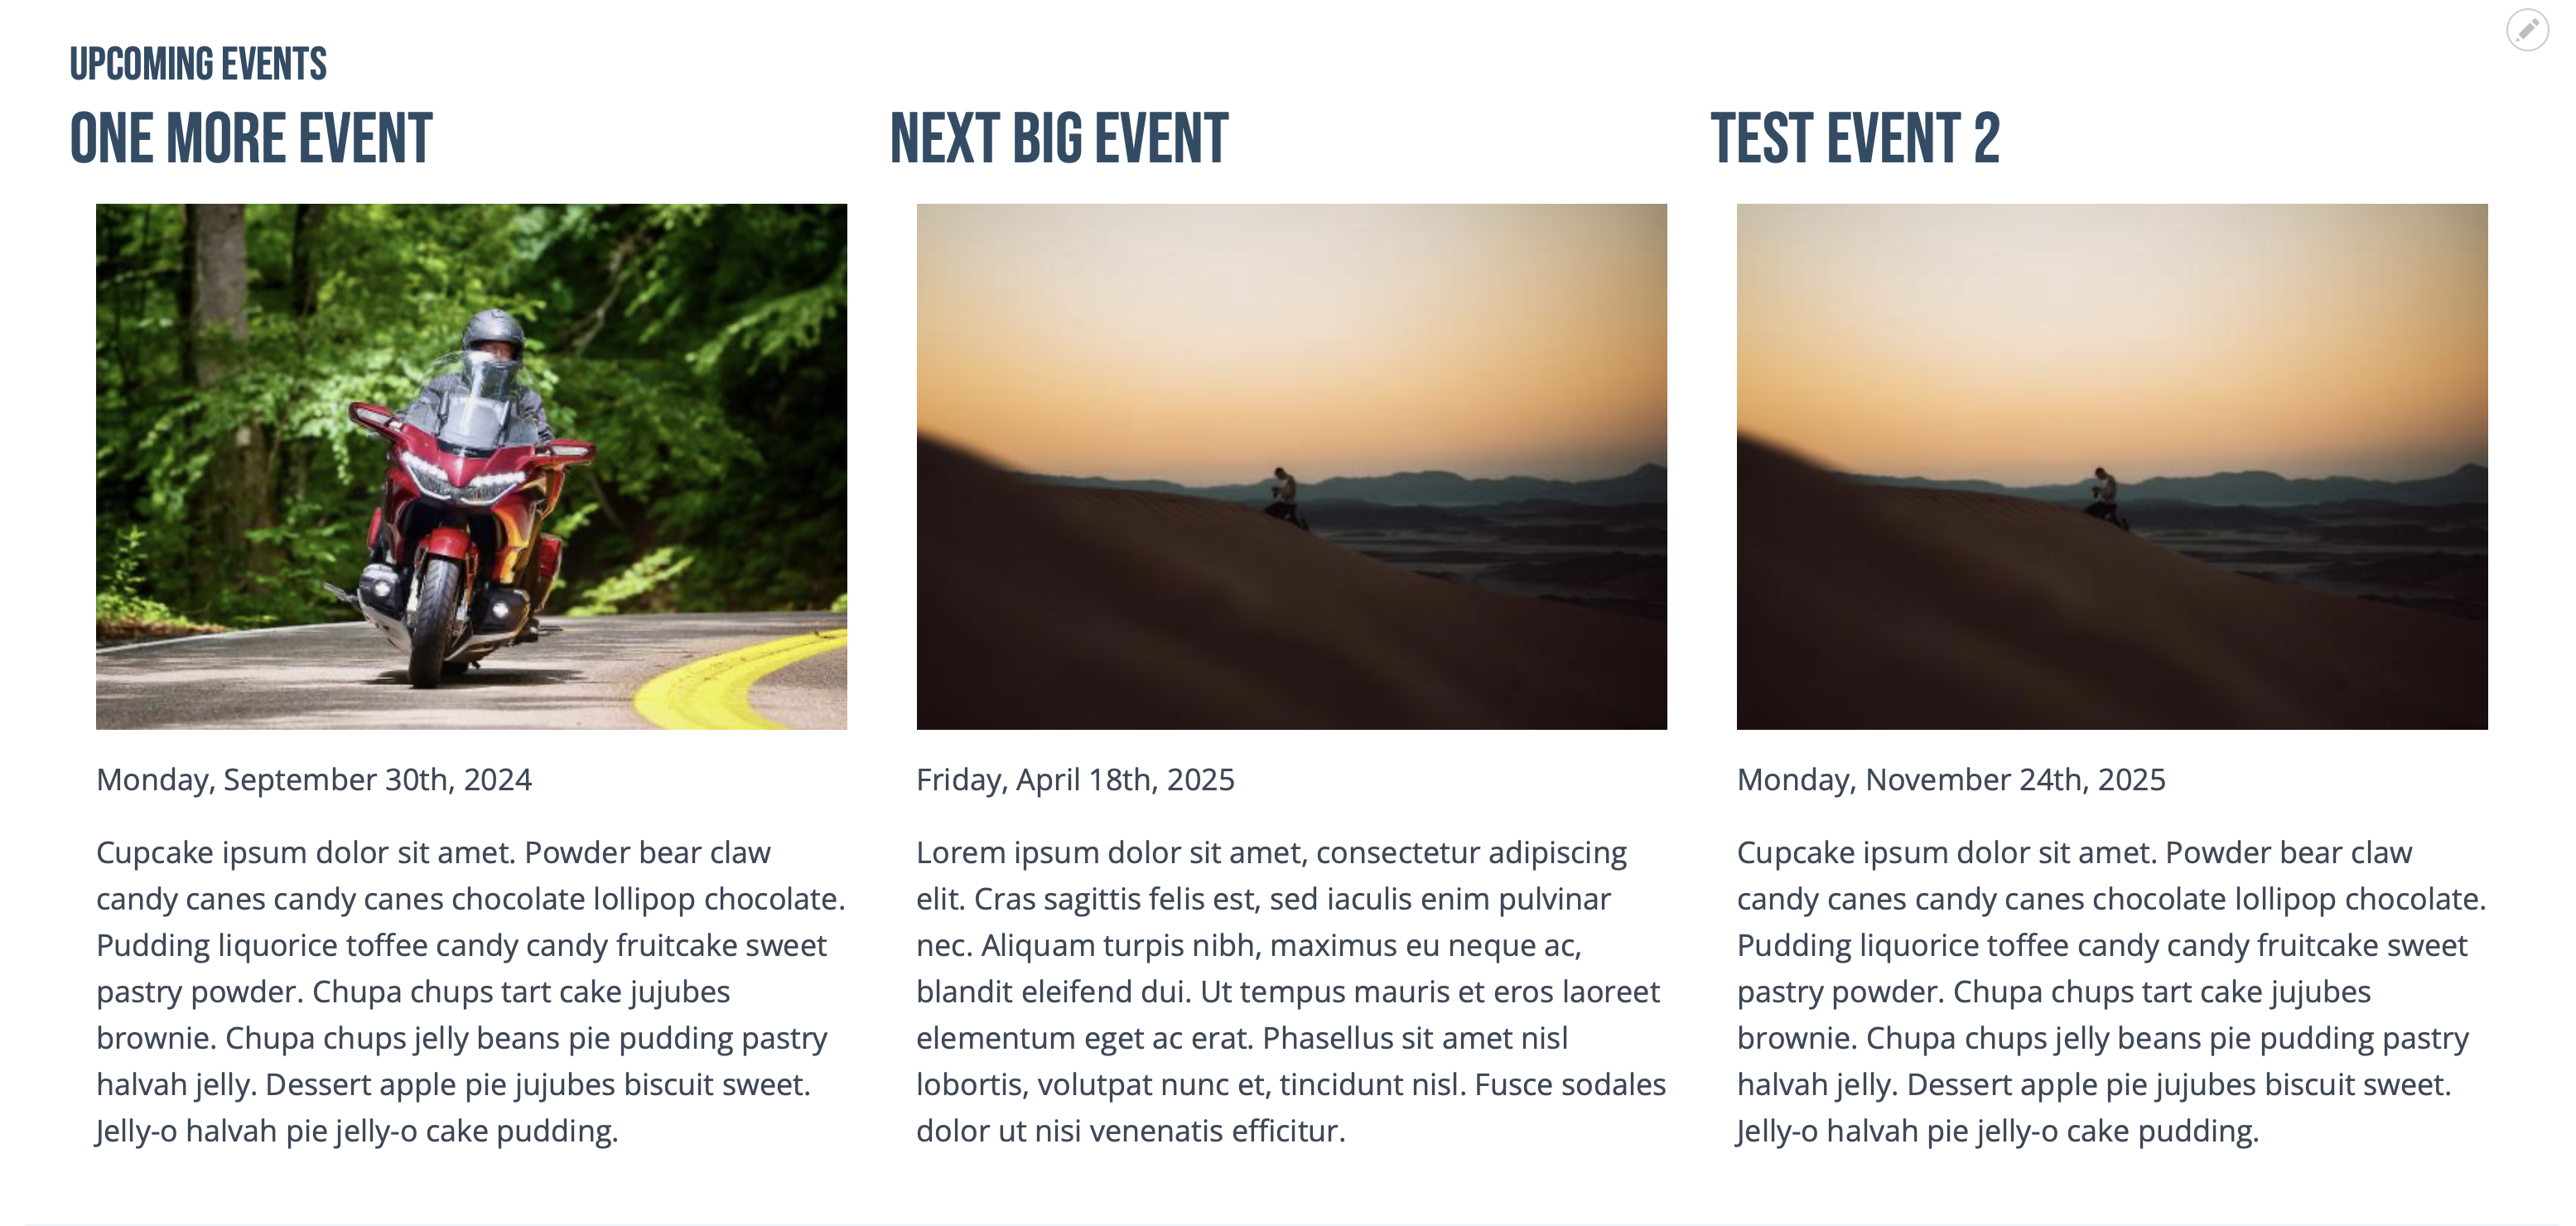 UPCOMING EVENTS
ONE MORE EVENT
Monday, September 30th, 2024
Cupcake ipsum dolor sit amet. Powder bear claw
candy canes candy canes chocolate lollipop chocolate.
Pudding liquorice toffee candy candy fruitcake sweet
pastry powder. Chupa chups tart cake jujubes
brownie. Chupa chups jelly beans pie pudding pastry
halvah jelly. Dessert apple pie jujubes biscuit sweet.
Jelly-o halvah pie jelly-o cake pudding.
NEXT BIG EVENT
Friday, April 18th, 2025
Lorem ipsum dolor sit amet, consectetur adipiscing
elit. Cras sagittis felis est, sed iaculis enim pulvinar
nec. Aliquam turpis nibh, maximus eu neque ac,
blandit eleifend dui. Ut tempus mauris et eros laoreet
elementum eget ac erat. Phasellus sit amet nisl
lobortis, volutpat nunc et, tincidunt nisl. Fusce sodales
dolor ut nisi venenatis efficitur.
TEST EVENT 2
Monday, November 24th, 2025
Cupcake ipsum dolor sit amet. Powder bear claw
candy canes candy canes chocolate lollipop chocolate.
Pudding liquorice toffee candy candy fruitcake sweet
pastry powder. Chupa chups tart cake jujubes
brownie. Chupa chups jelly beans pie pudding pastry
halvah jelly. Dessert apple pie jujubes biscuit sweet.
Jelly-o halvah pie jelly-o cake pudding.